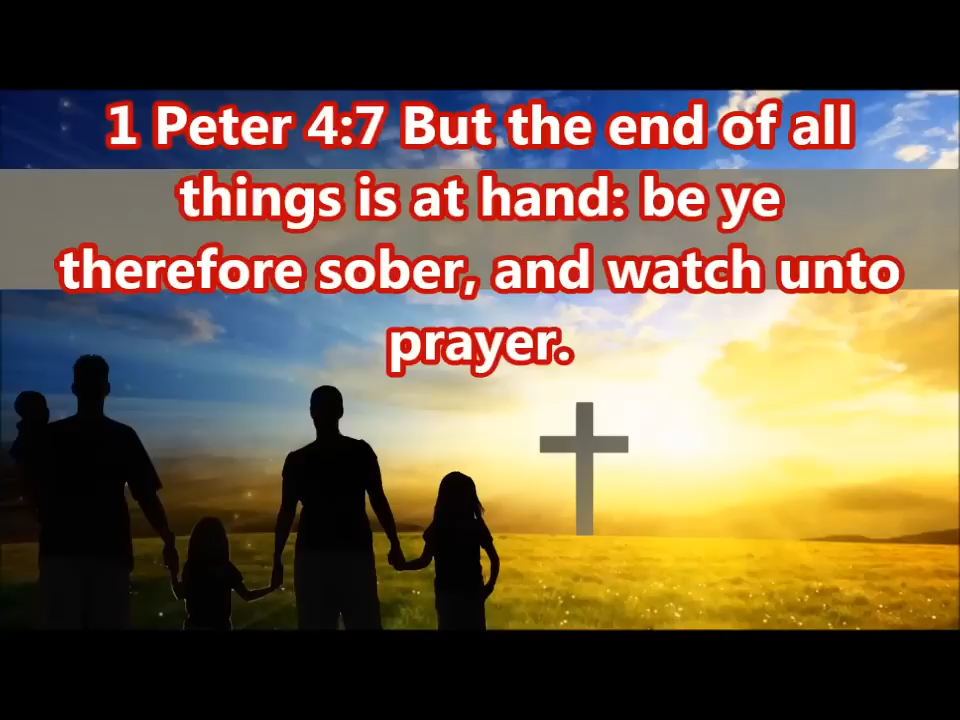 1 Peter 4:7 But the end of all
things is at hand: be ye
therefore sober, and watch unto
prayer.